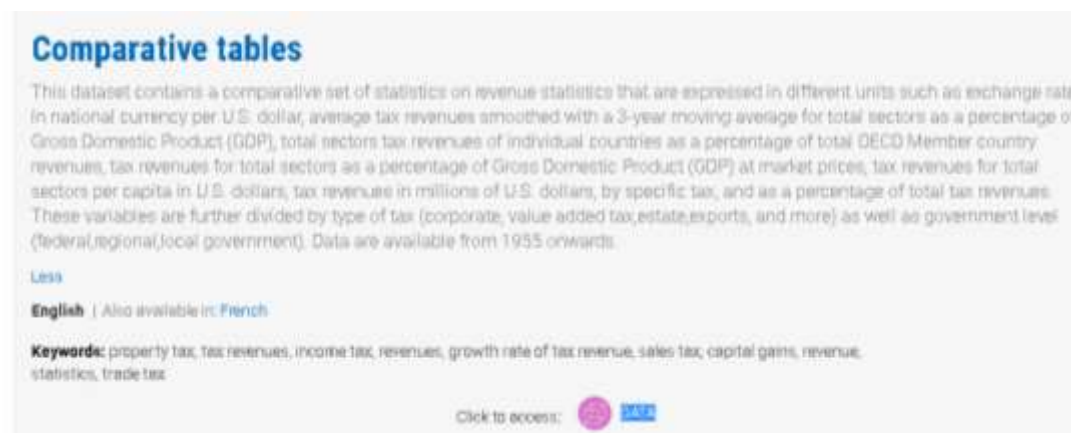 Comparative tables
This dataset contains a comparative set of statistics on revenue statistics that are expressed in different units such as exchange rate
in national currency per U.S. dollar, average tax revenues smoothed with a 3-year moving average for total sectors as a percentage of
Gross Domestic Product (GDP), total sectors tax revenues of individual countries as a percentage of total OECD Member country
revenues, tax revenues for total sectors as a percentage of Gross Domestic Product (GDP) at market prices, tax revenues for total
sectors per capita in U.S. dollars, tax revenues in millions of U.S. dollars, by specific tax, and as a percentage of total tax revenues.
These variables are further divided by type of tax (corporate, value added tax,estate,exports, and more) as well as government level
(federal,regional,local government). Data are available from 1955 onwards.
Less
English | Also available in: French
Keywords: property tax, tax revenues, income tax, revenues, growth rate of tax revenue, sales tax, capital gains, revenue,
statistics, trade tax
Click to access: DATA